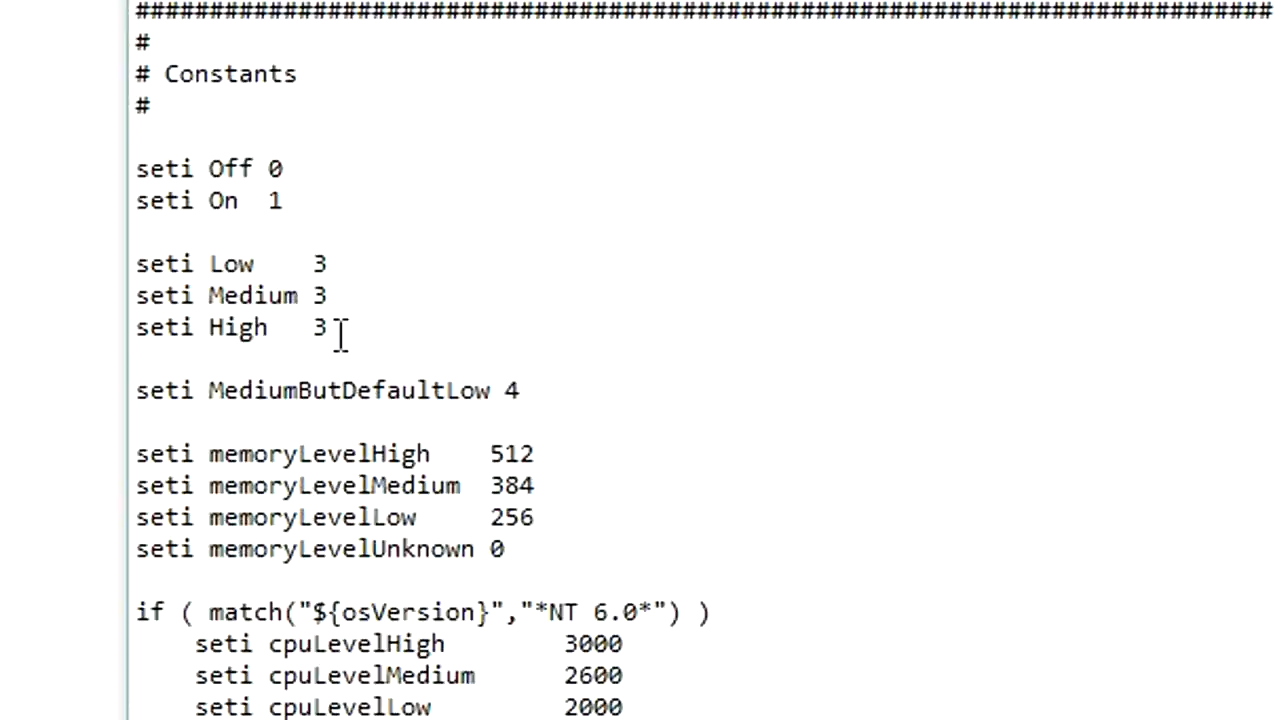 ########################################################################################
#
# Constants
#
seti Off 0
seti On  1
seti Low    3
seti Medium 3
seti High   3
seti MediumButDefaultLow 4
seti memoryLevelHigh    512
seti memoryLevelMedium  384
seti memoryLevelLow     256
seti memoryLevelUnknown 0
if ( match("${osVersion}","*NT 6.0*") )
    seti cpuLevelHigh        3000
    seti cpuLevelMedium      2600
    seti cpuLevelLow         2000